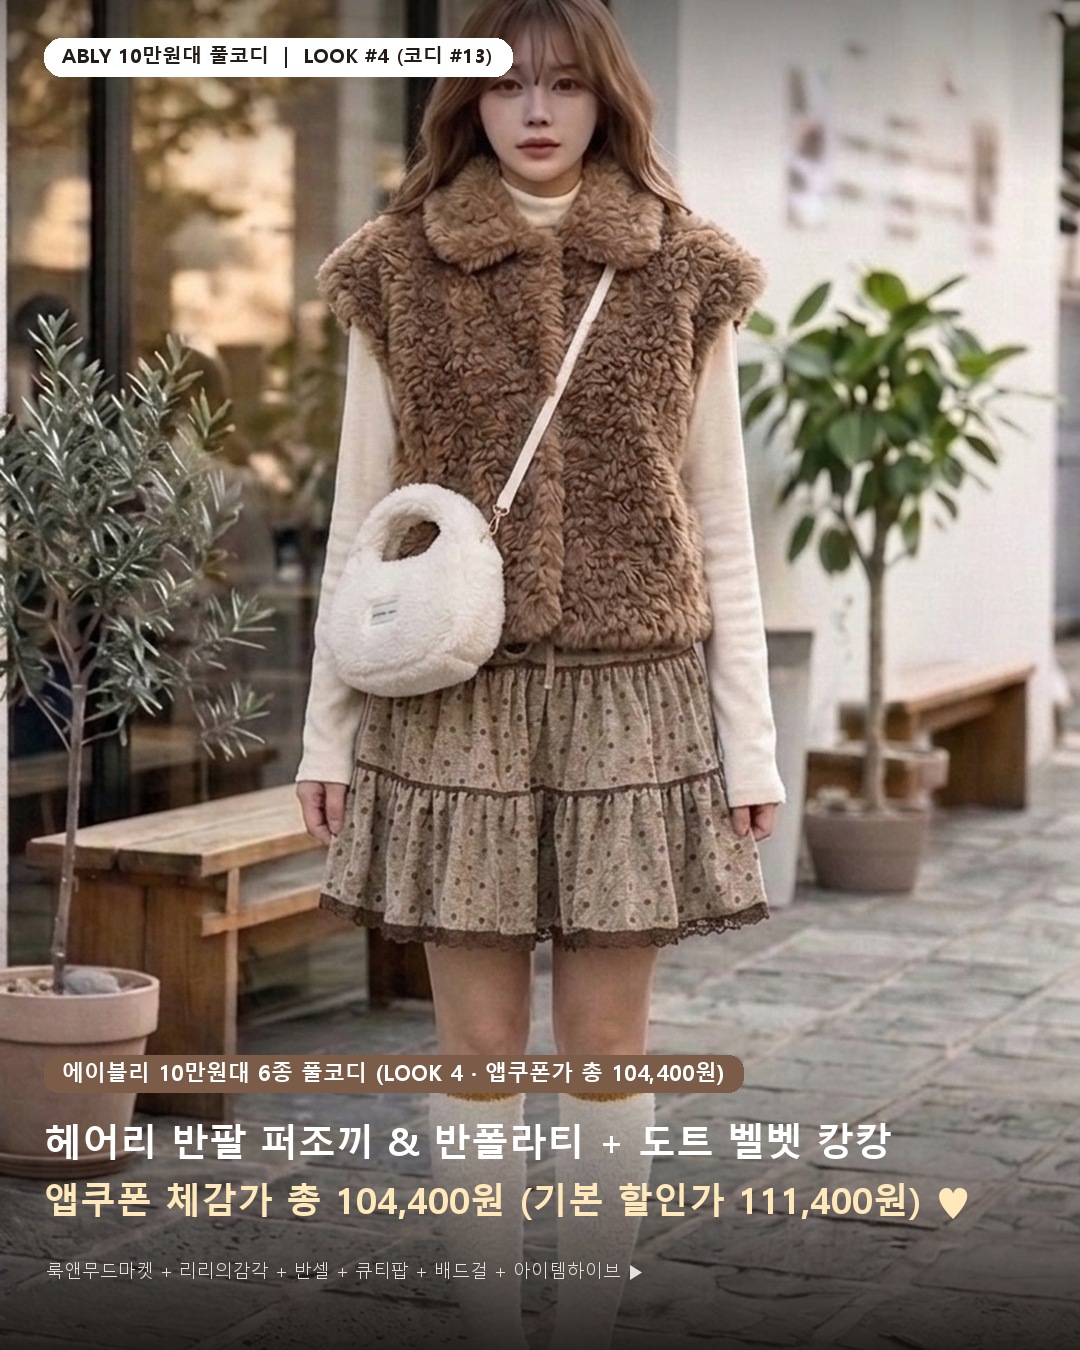 ABLY 10만원대 풀코디 | LOOK #4 (코디 #13)
에이블리 10만원대 6종 풀코디 (LOOK 4 · 앱쿠폰가 총 104,400원)
헤어리 반팔 퍼조끼 & 반폴라티 + 도트 벨벳 캉캉
앱쿠폰 체감가 총 104,400원 (기본 할인가 111,400원) ♥
룩앤무드마켓 + 리리의감각 + 반셀 + 큐티팝 + 배드걸 + 아이템하이브 ▶